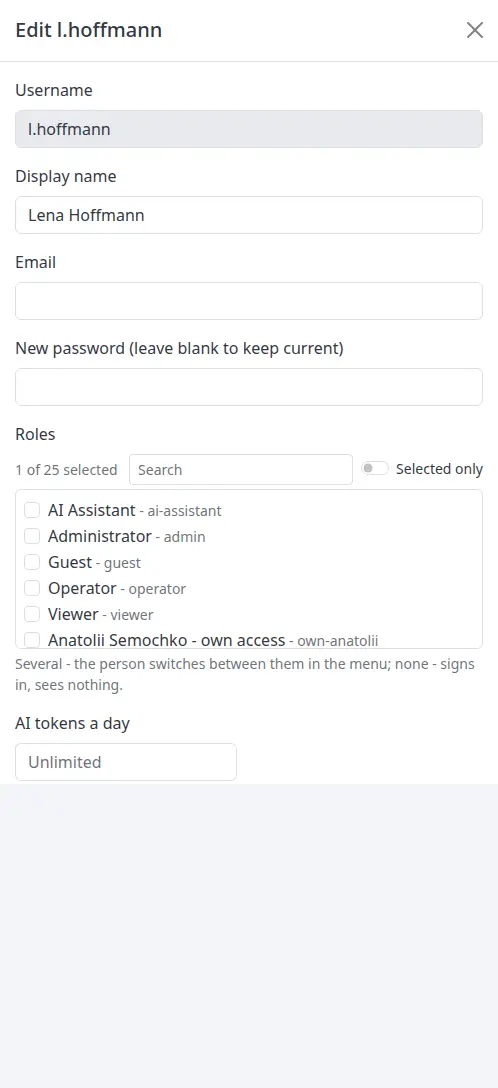 Edit l.hoffmann
Username
l.hoffmann
Display name
Lena Hoffmann
Email
New password (leave blank to keep current)
Roles
1 of 25 selected Search Selected only
AI Assistant - ai-assistant
Administrator - admin
Guest - guest
Operator - operator
Viewer - viewer
Anatolii Semochko - own access - own-anatolii
Several - the person switches between them in the menu; none - signs
in, sees nothing.
AI tokens a day
Unlimited